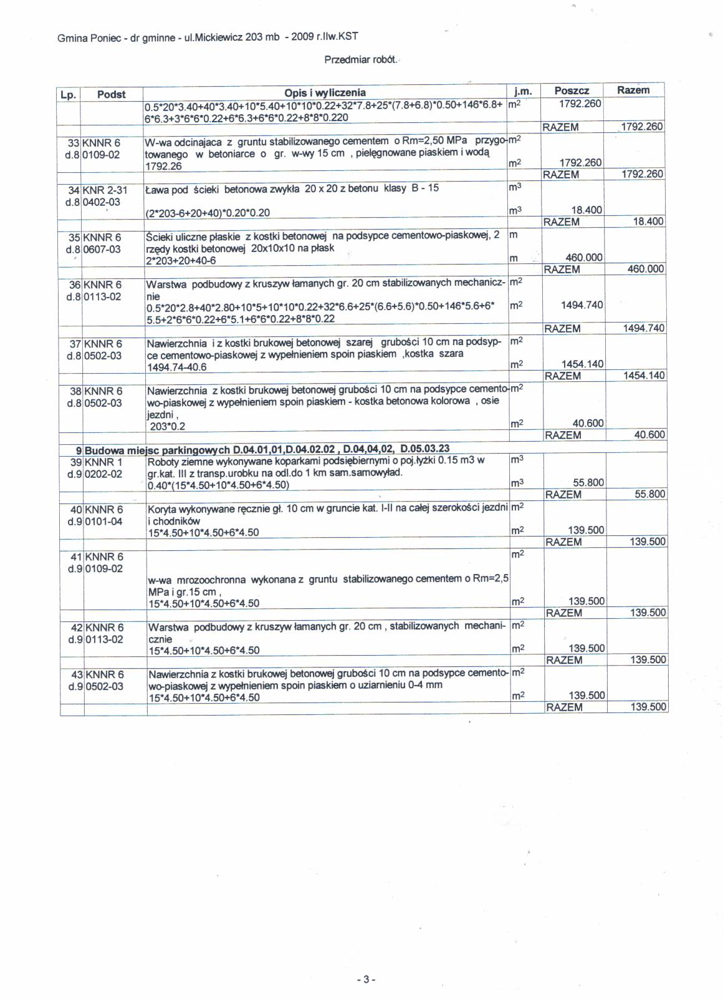 Gmina Poniec - dr gminne - ul.Mickiewicz 203 mb - 2009 r.IIw.KST
Przedmiar robót.
Lp. Podst Opis i wyliczenia j.m. Poszcz Razem
0.5*20*3.40+40*3.40+10*5.40+10*10*0.22+32*7.8+25*(7.8+6.8)*0.50+146*6.8+ m2 1792.260
6*6.3+3*6*6*0.22+6*6.3+6*6*0.22+8*8*0.220
RAZEM 1792.260
33 KNNR 6 W-wa odcinajaca z gruntu stabilizowanego cementem o Rm=2,50 MPa przygo- m2
d.8 0109-02 towanego w betoniarce o gr. w-wy 15 cm , pielęgnowane piaskiem i wodą
1792.26 m2 1792.260
RAZEM 1792.260
34 KNR 2-31 Ława pod ścieki betonowa zwykła 20 x 20 z betonu klasy B - 15 m3
d.8 0402-03
(2*203-6+20+40)*0.20*0.20 m3 18.400
RAZEM 18.400
35 KNNR 6 Ścieki uliczne płaskie z kostki betonowej na podsypce cementowo-piaskowej, 2 m
d.8 0607-03 rzędy kostki betonowej 20x10x10 na płask
2*203+20+40-6 m 460.000
RAZEM 460.000
36 KNNR 6 Warstwa podbudowy z kruszyw łamanych gr. 20 cm stabilizowanych mechanicz- m2
d.8 0113-02 nie
0.5*20*2.8+40*2.80+10*5+10*10*0.22+32*6.6+25*(6.6+5.6)*0.50+146*5.6+6* m2 1494.740
5.5+2*6*6*0.22+6*5.1+6*6*0.22+8*8*0.22
RAZEM 1494.740
37 KNNR 6 Nawierzchnia i z kostki brukowej betonowej szarej grubości 10 cm na podsyp- m2
d.8 0502-03 ce cementowo-piaskowej z wypełnieniem spoin piaskiem ,kostka szara
1494.74-40.6 m2 1454.140
RAZEM 1454.140
38 KNNR 6 Nawierzchnia z kostki brukowej betonowej grubości 10 cm na podsypce cemento- m2
d.8 0502-03 wo-piaskowej z wypełnieniem spoin piaskiem - kostka betonowa kolorowa , osie
jezdni ,
203*0.2 m2 40.600
RAZEM 40.600
9 Budowa miejsc parkingowych D.04.01,01,D.04.02.02 , D.04,04,02, D.05.03.23
39 KNNR 1 Roboty ziemne wykonywane koparkami podsiębiernymi o poj.łyżki 0.15 m3 w m3
d.9 0202-02 gr.kat. III z transp.urobku na odl.do 1 km sam.samowyład.
0.40*(15*4.50+10*4.50+6*4.50) m3 55.800
RAZEM 55.800
40 KNNR 6 Koryta wykonywane ręcznie gł. 10 cm w gruncie kat. I-II na całej szerokości jezdni m2
d.9 0101-04 i chodników
15*4.50+10*4.50+6*4.50 m2 139.500
RAZEM 139.500
41 KNNR 6 m2
d.9 0109-02
w-wa mrozoochronna wykonana z gruntu stabilizowanego cementem o Rm=2,5
MPa i gr.15 cm ,
15*4.50+10*4.50+6*4.50 m2 139.500
RAZEM 139.500
42 KNNR 6 Warstwa podbudowy z kruszyw łamanych gr. 20 cm , stabilizowanych mechani- m2
d.9 0113-02 cznie
15*4.50+10*4.50+6*4.50 m2 139.500
RAZEM 139.500
43 KNNR 6 Nawierzchnia z kostki brukowej betonowej grubości 10 cm na podsypce cemento- m2
d.9 0502-03 wo-piaskowej z wypełnieniem spoin piaskiem o uziarnieniu 0-4 mm
15*4.50+10*4.50+6*4.50 m2 139.500
RAZEM 139.500
- 3 -